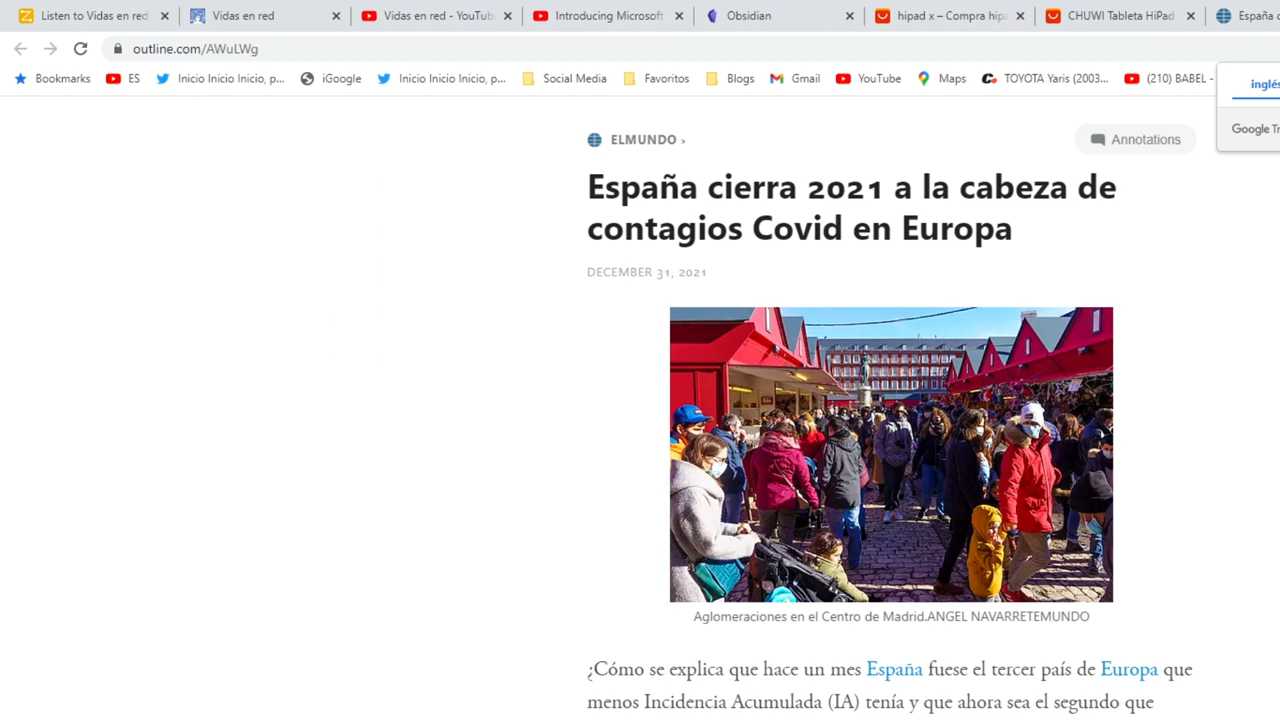 Listen to Vidas en red
Vidas en red
Vidas en red - YouTub
Introducing Microsoft
Obsidian
hipad x – Compra hipa
CHUWI Tableta HiPad
España c
outline.com/AWuLWg
Bookmarks
ES
Inicio Inicio Inicio, p...
iGoogle
Inicio Inicio Inicio, p...
Social Media
Favoritos
Blogs
Gmail
YouTube
Maps
TOYOTA Yaris (2003...
(210) BABEL -
inglés
Google Tr
ELMUNDO ›
Annotations
España cierra 2021 a la cabeza de
contagios Covid en Europa
DECEMBER 31, 2021
Aglomeraciones en el Centro de Madrid.ANGEL NAVARRETEMUNDO
¿Cómo se explica que hace un mes España fuese el tercer país de Europa que
menos Incidencia Acumulada (IA) tenía y que ahora sea el segundo que